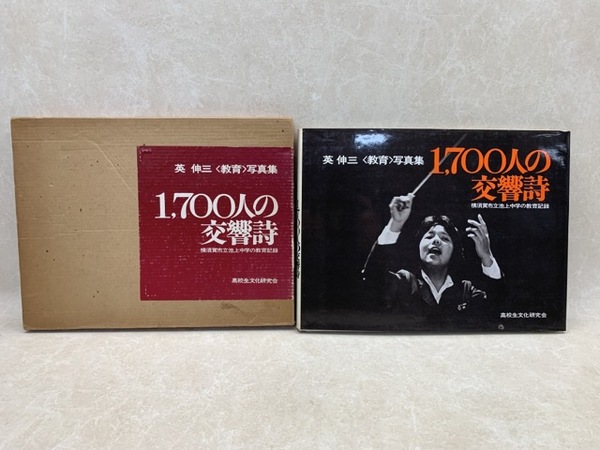 英 伸三〈教育〉写真集
1,700人の
交響詩
横須賀市立池上中学の教育記録
高校生文化研究会
英 伸三〈教育〉写真集
1,700人の
交響詩
横須賀市立池上中学の教育記録
高校生文化研究会